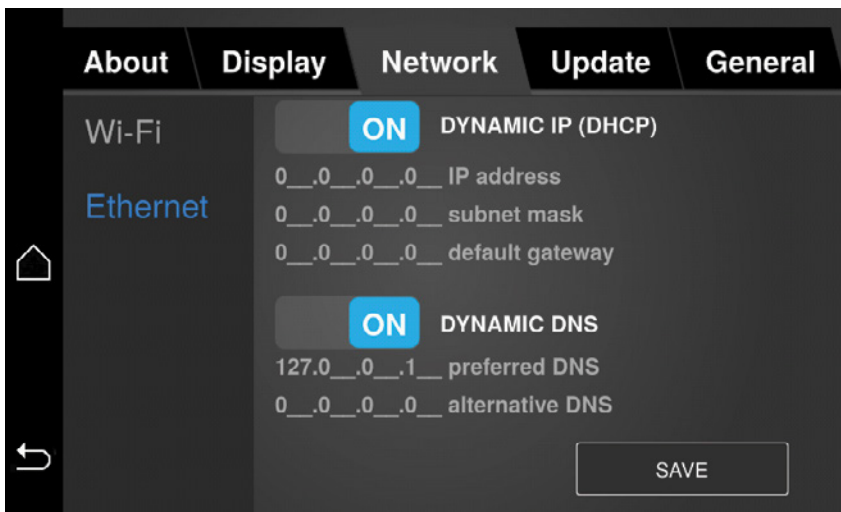 About Display Network Update General
Wi-Fi
ON DYNAMIC IP (DHCP)
0__.0__.0__.0__ IP address
Ethernet
0__.0__.0__.0__ subnet mask
0__.0__.0__.0__ default gateway
ON DYNAMIC DNS
127.0__.0__.1__ preferred DNS
0__.0__.0__.0__ alternative DNS
SAVE